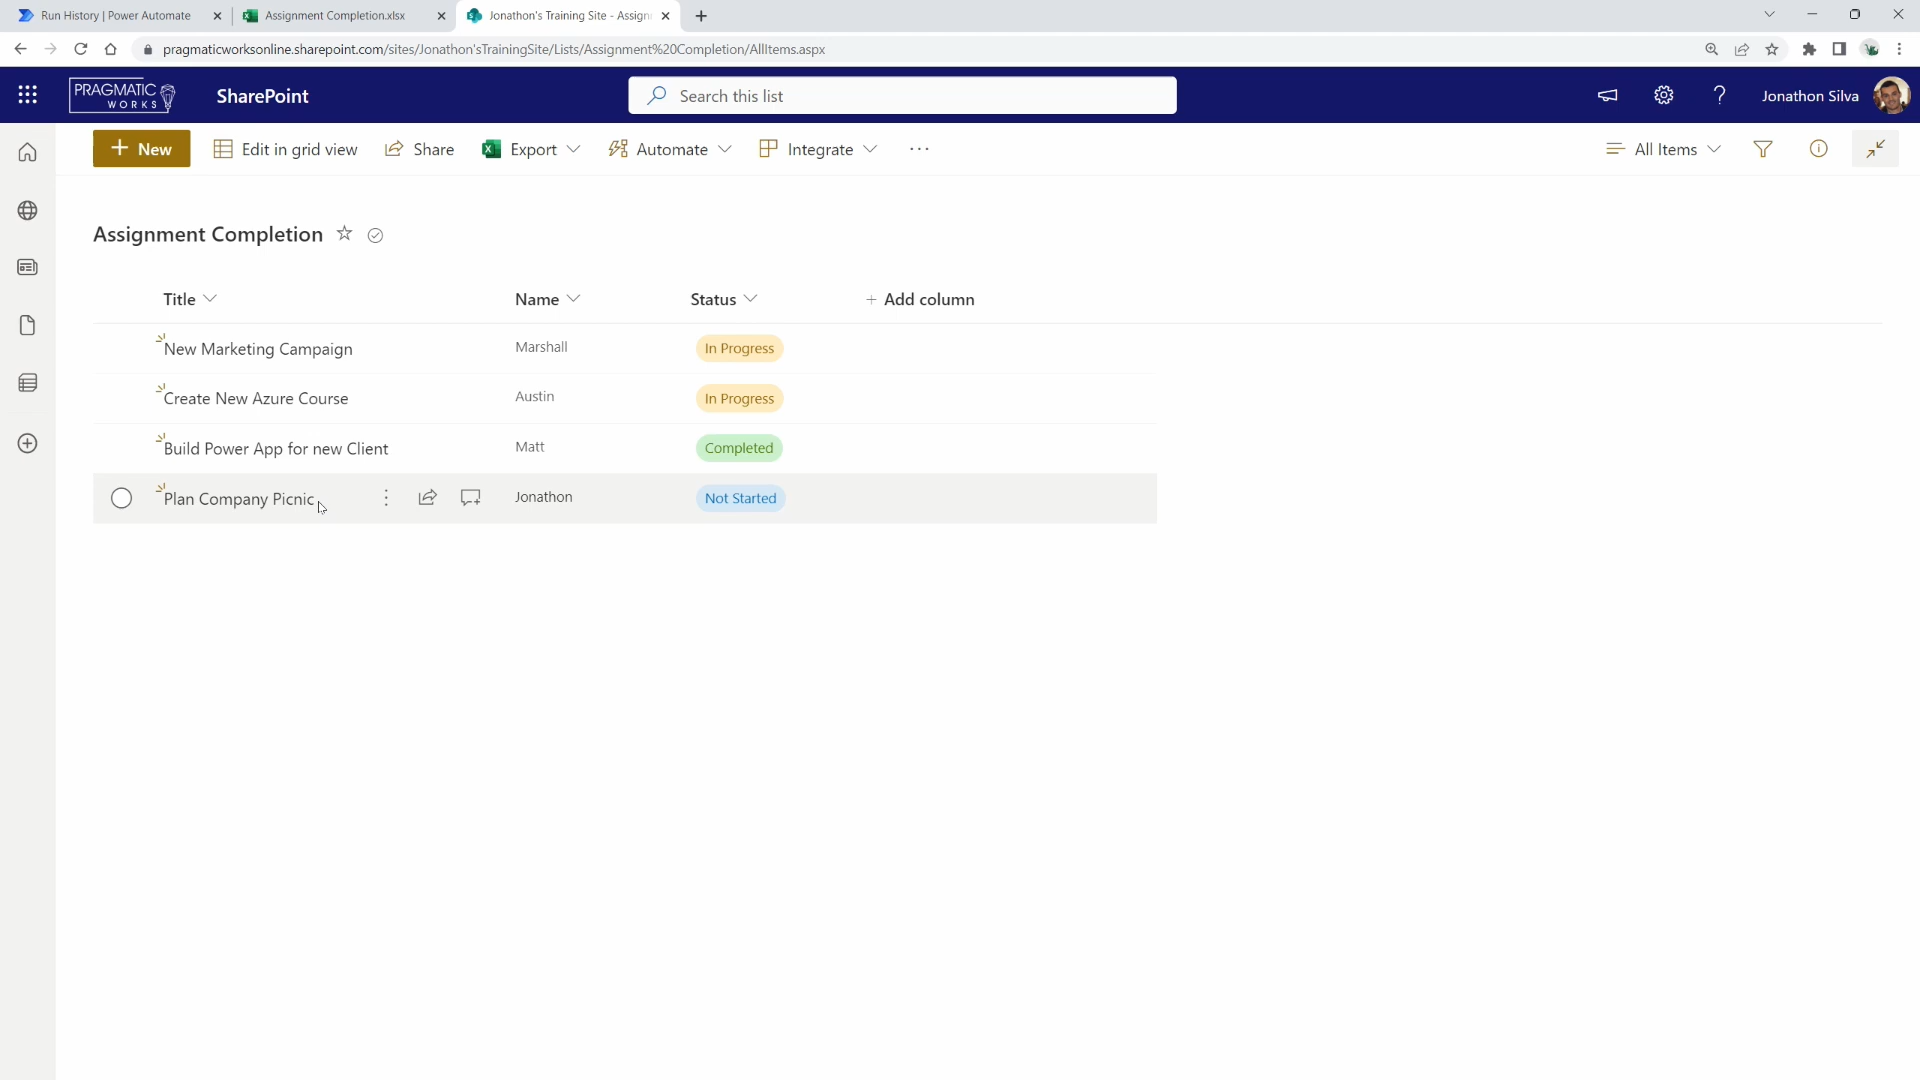 Run History | Power Automate
Assignment Completion.xlsx
Jonathon's Training Site - Assign
pragmaticworksonline.sharepoint.com/sites/Jonathon'sTrainingSite/Lists/Assignment%20Completion/AllItems.aspx
PRAGMATIC WORKS
SharePoint
Search this list
Jonathon Silva
New
Edit in grid view
Share
Export
Automate
Integrate
All Items
Assignment Completion
Title Name Status + Add column
New Marketing Campaign Marshall In Progress
Create New Azure Course Austin In Progress
Build Power App for new Client Matt Completed
Plan Company Picnic Jonathon Not Started